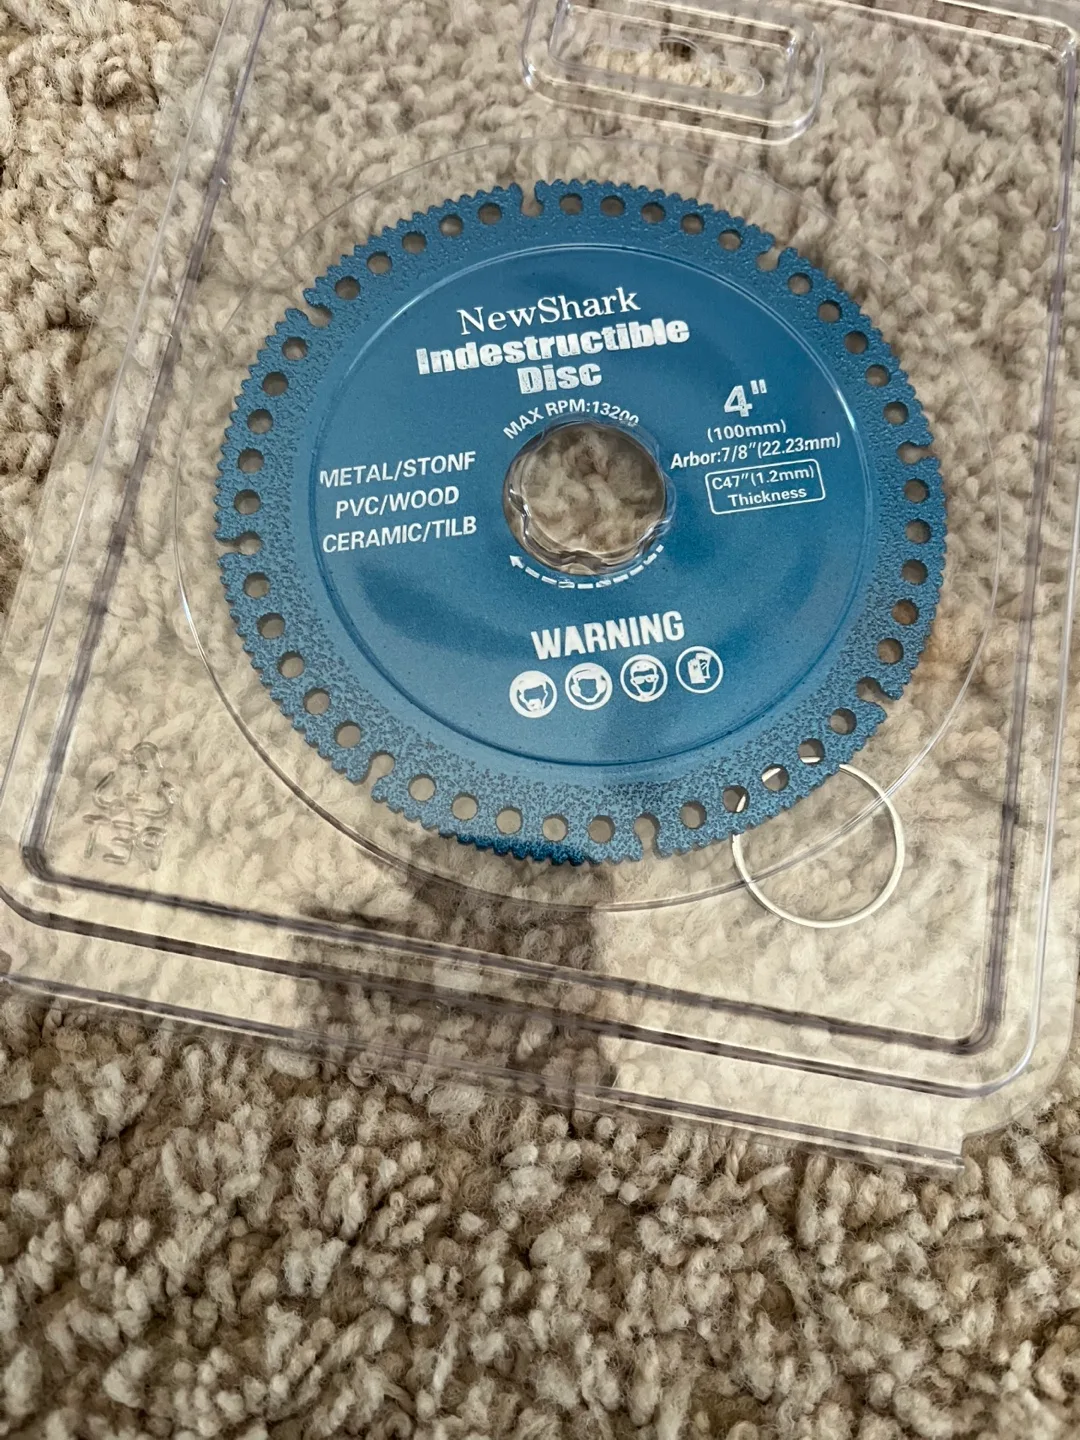 NewShark
Indestructible
Disc
MAX RPM:13200
4"
(100mm)
Arbor:7/8"(22.23mm)
C47"(1.2mm)
Thickness
METAL/STONF
PVC/WOOD
CERAMIC/TILB
WARNING